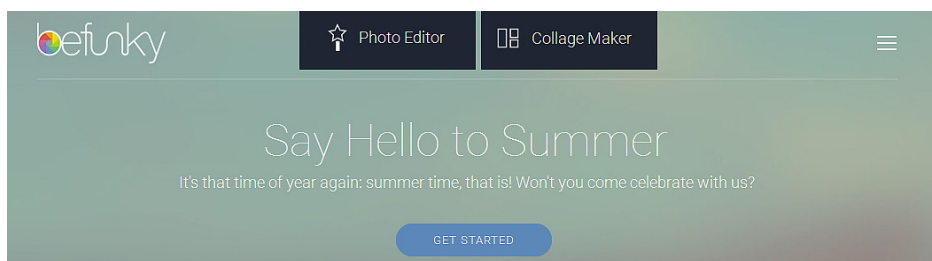 befunky
Photo Editor
Collage Maker
Say Hello to Summer
It's that time of year again: summer time, that is! Won't you come celebrate with us?
GET STARTED